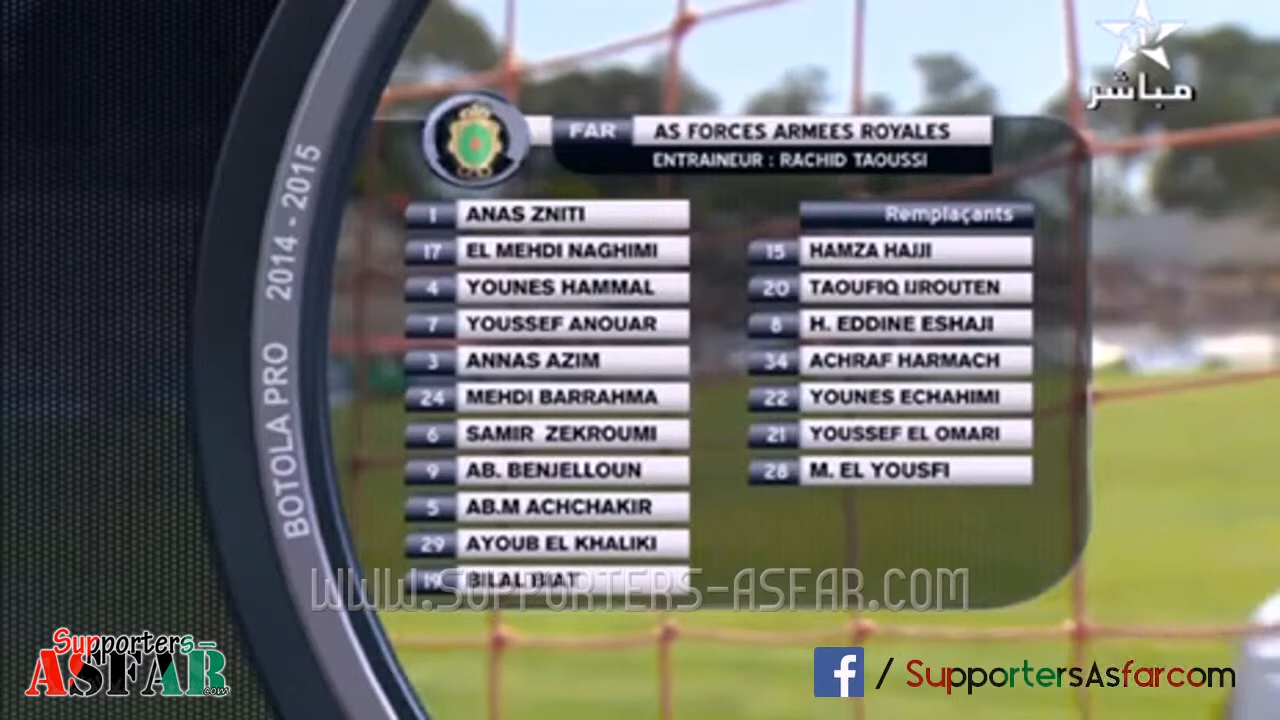 مباشر
BOTOLA PRO 2014 - 2015
FAR AS FORCES ARMEES ROYALES
ENTRAINEUR : RACHID TAOUSSI
1 ANAS ZNITI
17 EL MEHDI NAGHIMI
4 YOUNES HAMMAL
7 YOUSSEF ANOUAR
3 ANNAS AZIM
24 MEHDI BARRAHMA
6 SAMIR ZEKROUMI
9 AB. BENJELLOUN
5 AB.M ACHCHAKIR
29 AYOUB EL KHALIKI
19 BILAL BIAT
Remplaçants
15 HAMZA HAJJI
20 TAOUFIQ IJROUTEN
8 H. EDDINE ESHAJI
34 ACHRAF HARMACH
22 YOUNES ECHAHIMI
21 YOUSSEF EL OMARI
28 M. EL YOUSFI
WWW.SUPPORTERS-ASFAR.COM
Supporters-
ASFAR
.com
f / SupportersAsfarcom